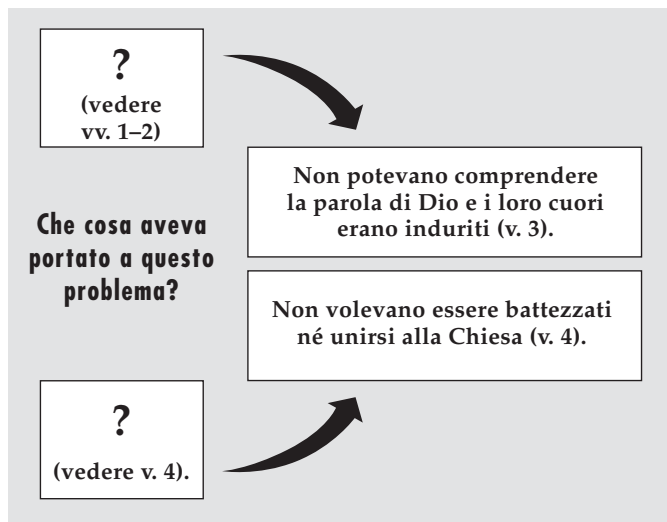 ?
(vedere
vv. 1–2)
Non potevano comprendere
la parola di Dio e i loro cuori
erano induriti (v. 3).
Che cosa aveva
portato a questo
problema?
Non volevano essere battezzati
né unirsi alla Chiesa (v. 4).
?
(vedere v. 4).